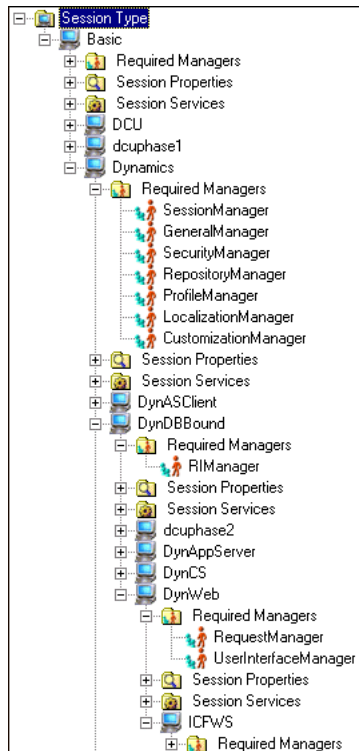 Session Type
Basic
Required Managers
Session Properties
Session Services
DCU
dcuphase1
Dynamics
Required Managers
SessionManager
GeneralManager
SecurityManager
RepositoryManager
ProfileManager
LocalizationManager
CustomizationManager
Session Properties
Session Services
DynASClient
DynDBBound
Required Managers
RIManager
Session Properties
Session Services
dcuphase2
DynAppServer
DynCS
DynWeb
Required Managers
RequestManager
UserInterfaceManager
Session Properties
Session Services
ICFWS
Required Managers